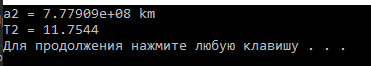 a2 = 7.77909e+08 km
T2 = 11.7544
Для продолжения нажмите любую клавишу . . .